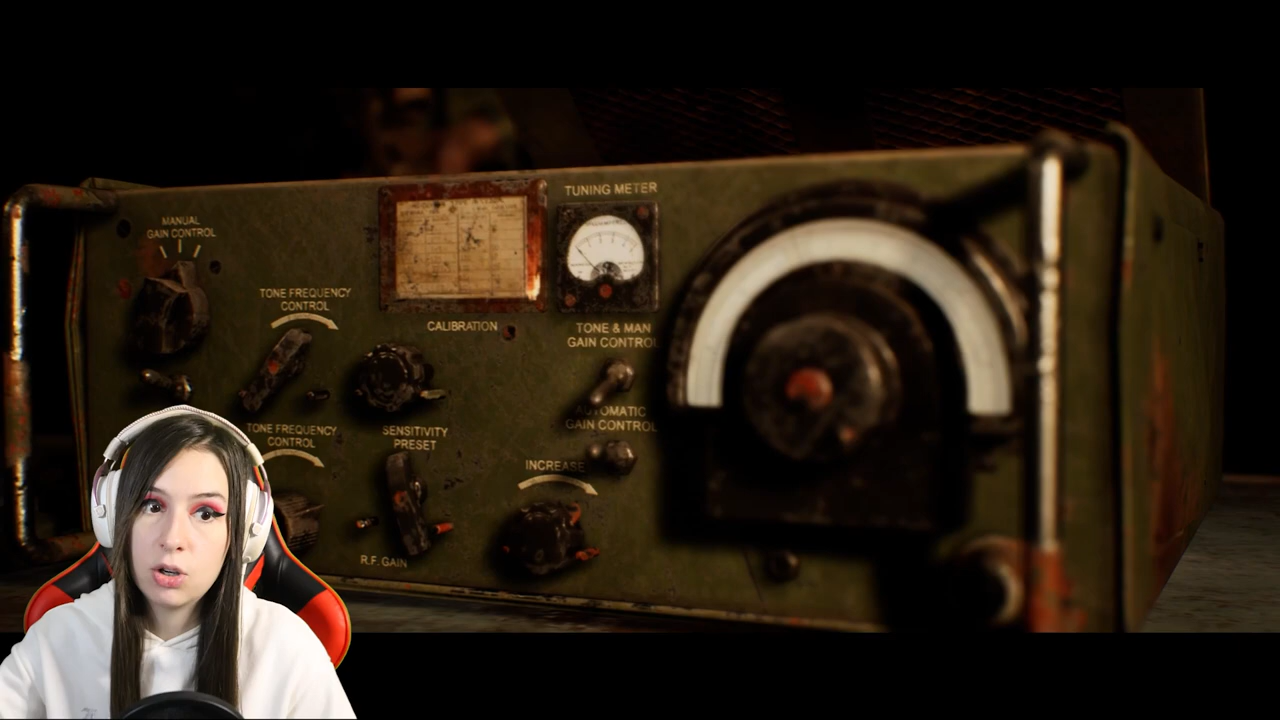 MANUAL
GAIN CONTROL
TONE FREQUENCY
CONTROL
CALIBRATION
TUNING METER
TONE & MAN
GAIN CONTROL
AUTOMATIC
GAIN CONTROL
TONE FREQUENCY
CONTROL
SENSITIVITY
PRESET
INCREASE
R.F. GAIN